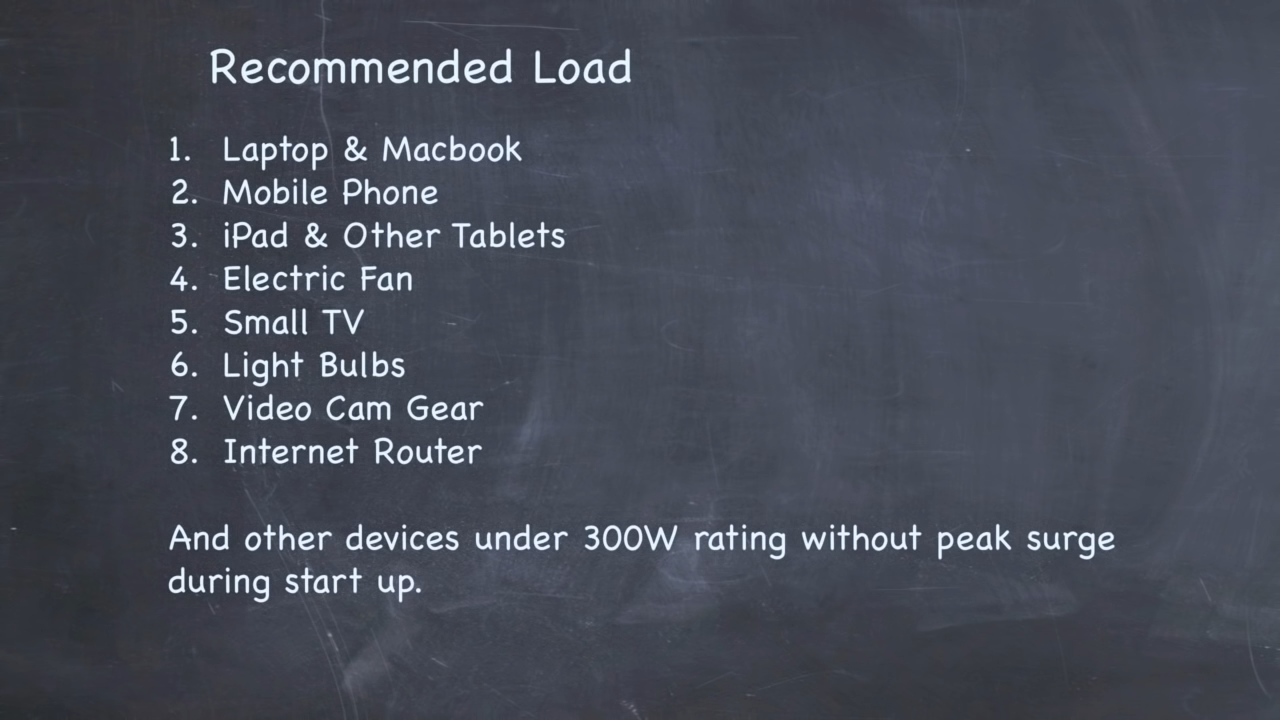 Recommended Load
1. Laptop & Macbook
2. Mobile Phone
3. iPad & Other Tablets
4. Electric Fan
5. Small TV
6. Light Bulbs
7. Video Cam Gear
8. Internet Router
And other devices under 300W rating without peak surge
during start up.